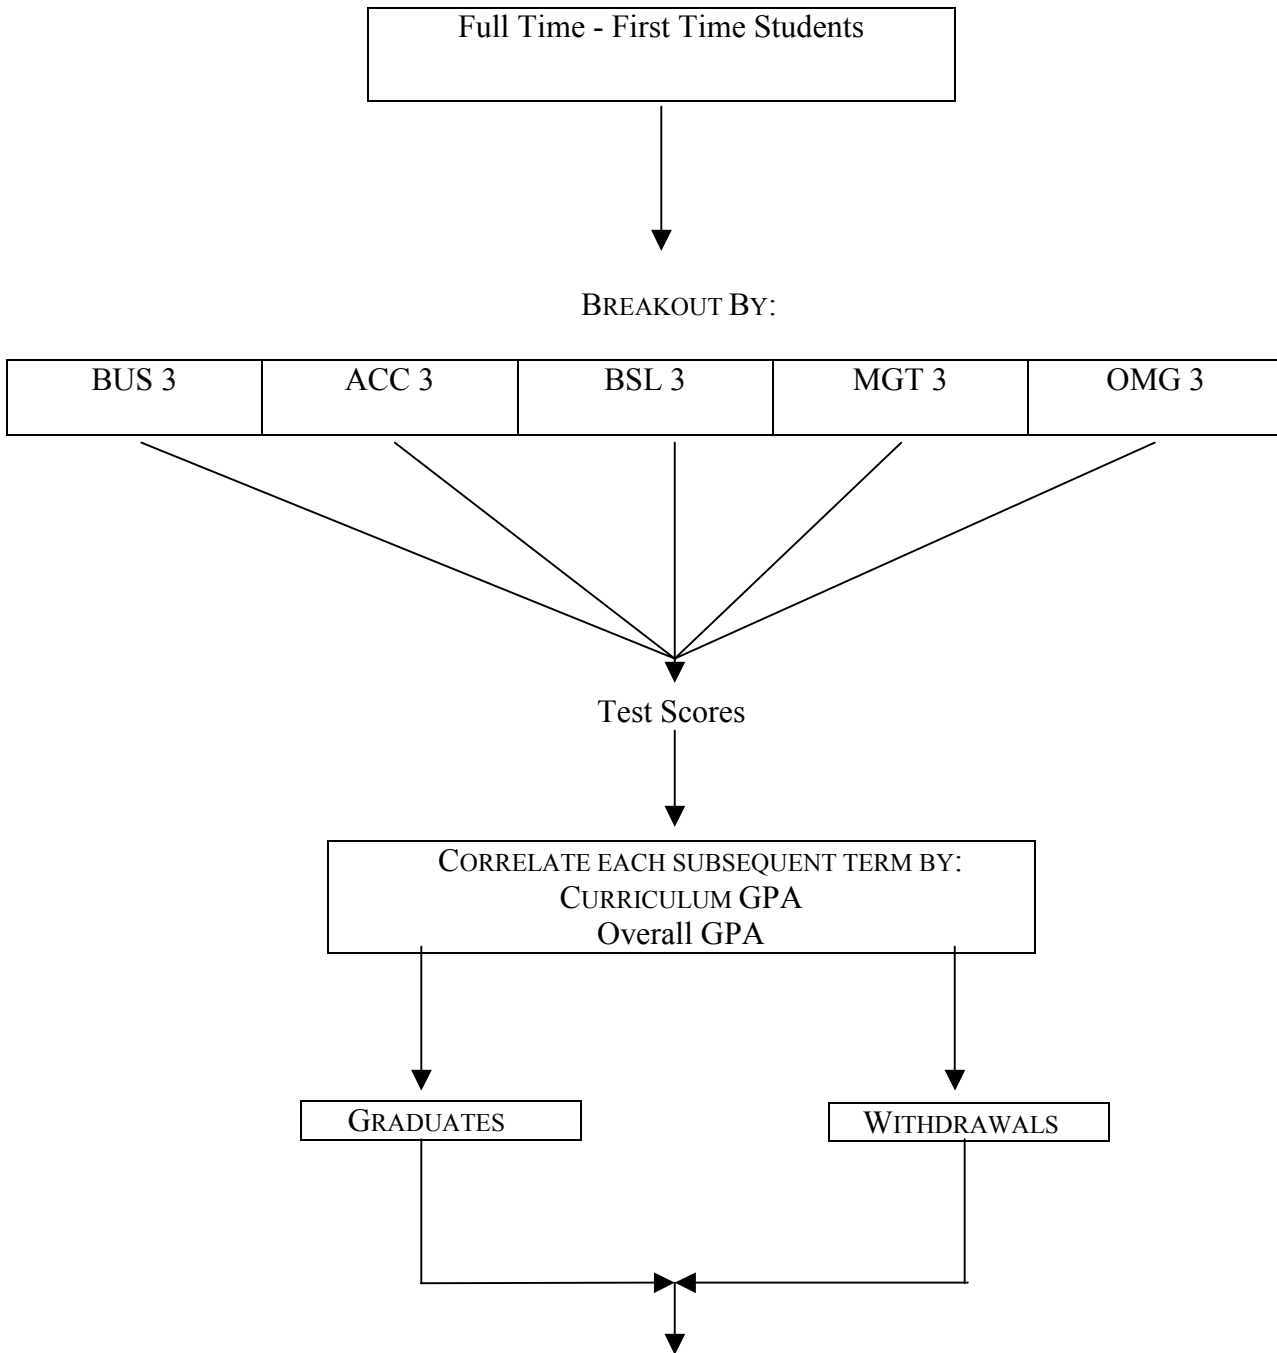 Full Time - First Time Students
BREAKOUT BY:
BUS 3 ACC 3 BSL 3 MGT 3 OMG 3
Test Scores
CORRELATE EACH SUBSEQUENT TERM BY:
CURRICULUM GPA
Overall GPA
GRADUATES WITHDRAWALS